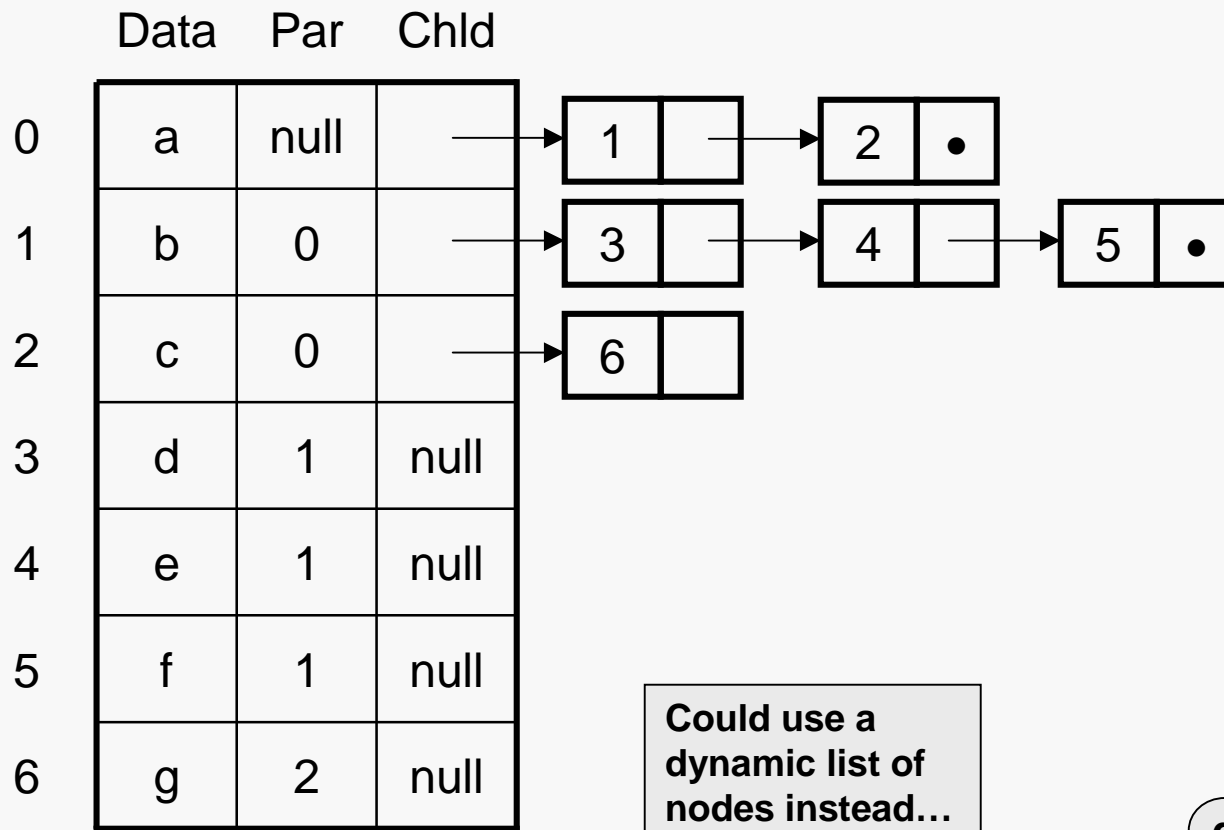 Data Par Chld
0 a null 1 2 •
1 b 0 3 4 5 •
2 c 0 6
3 d 1 null
4 e 1 null
5 f 1 null
6 g 2 null
Could use a
dynamic list of
nodes instead…